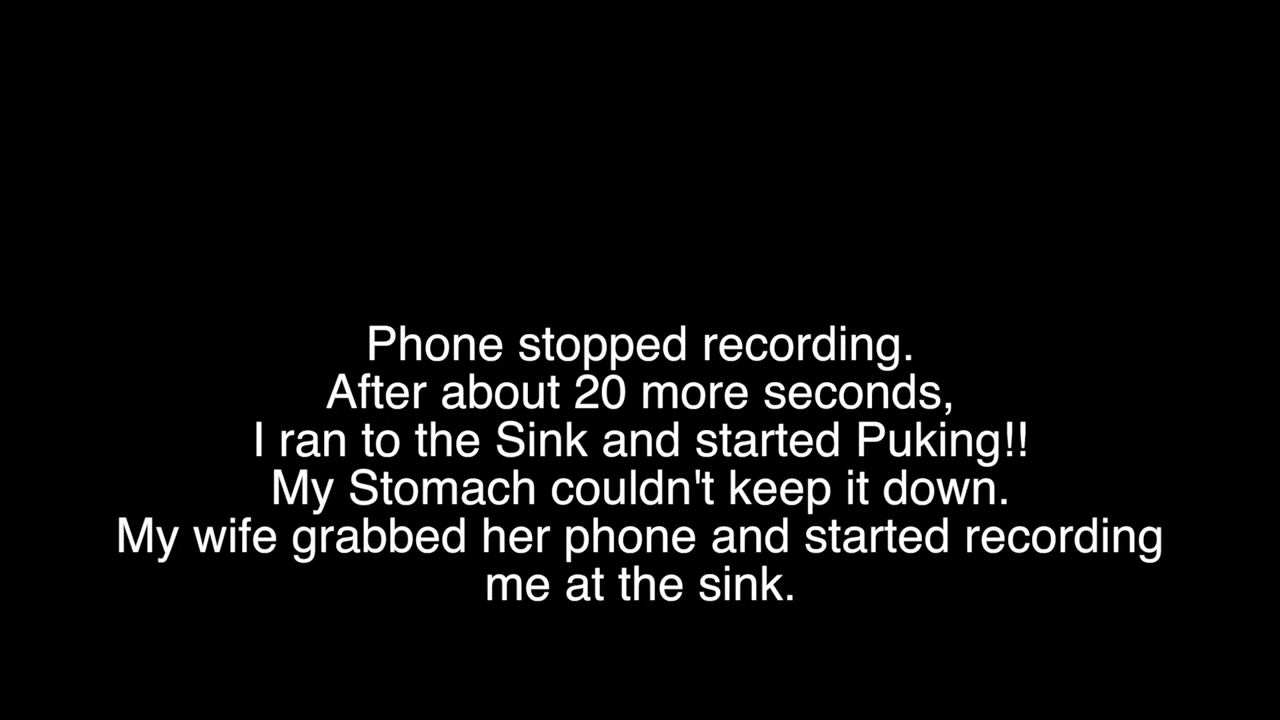 Phone stopped recording.
After about 20 more seconds,
I ran to the Sink and started Puking!!
My Stomach couldn't keep it down.
My wife grabbed her phone and started recording
me at the sink.